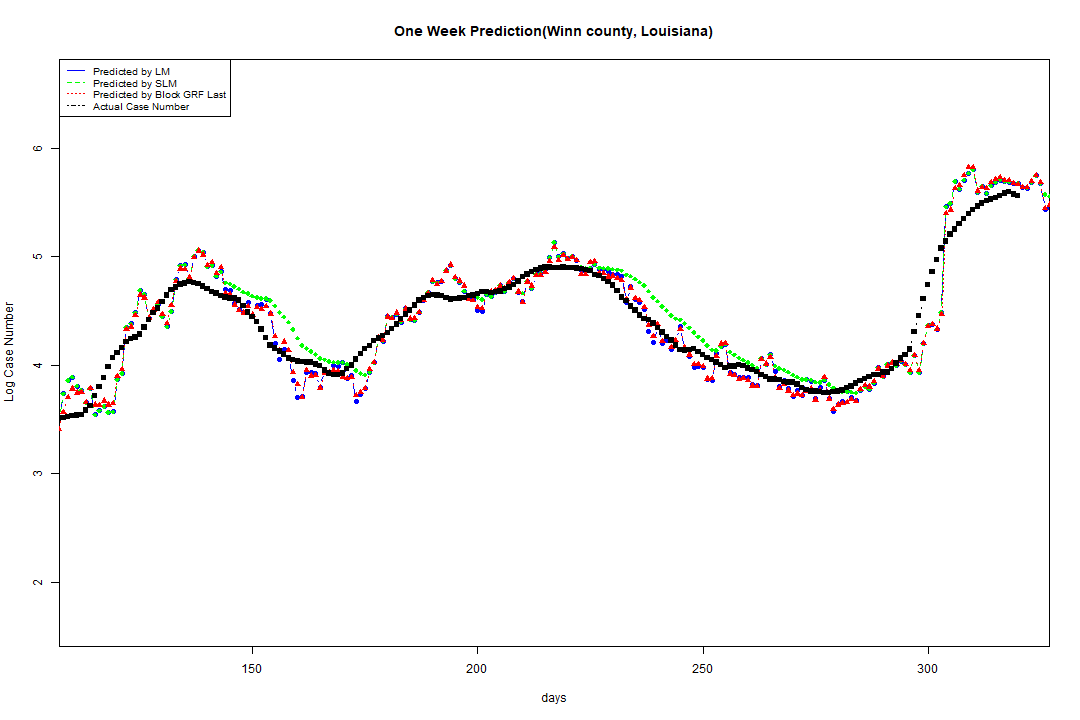 One Week Prediction(Winn county, Louisiana)
Predicted by LM
Predicted by SLM
Predicted by Block GRF Last
Actual Case Number
6
5
4
3
2
Log Case Number
150 200 250 300
days